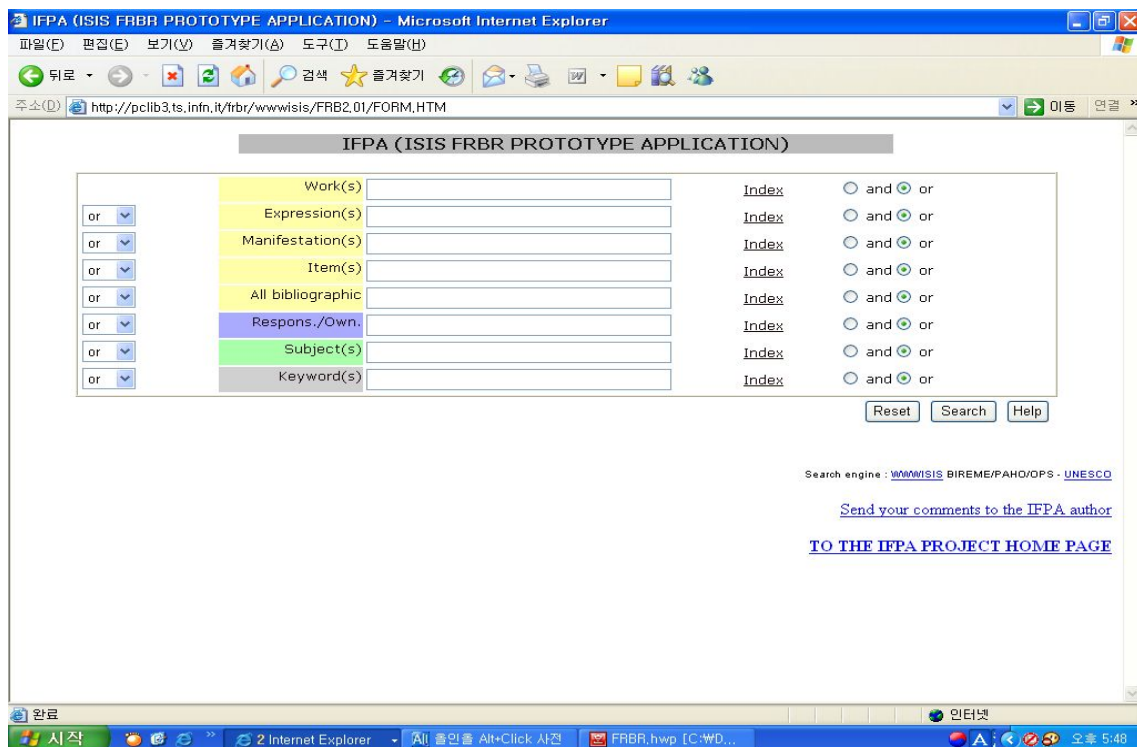 IFPA (ISIS FRBR PROTOTYPE APPLICATION) - Microsoft Internet Explorer
파일(F) 편집(E) 보기(V) 즐겨찾기(A) 도구(T) 도움말(H)
뒤로 검색 즐겨찾기
주소(D) http://pclib3.ts.infn.it/frbr/wwwisis/FRB2.01/FORM.HTM 이동 연결 »
IFPA (ISIS FRBR PROTOTYPE APPLICATION)
Work(s) Index and or
or Expression(s) Index and or
or Manifestation(s) Index and or
or Item(s) Index and or
or All bibliographic Index and or
or Respons./Own. Index and or
or Subject(s) Index and or
or Keyword(s) Index and or
Reset Search Help
Search engine : WWWISIS BIREME/PAHO/OPS - UNESCO
Send your comments to the IFPA author
TO THE IFPA PROJECT HOME PAGE
완료 인터넷
시작 » 2 Internet Explorer 올인올 Alt+Click 사전 FRBR.hwp [C:₩D... A 오후 5:48